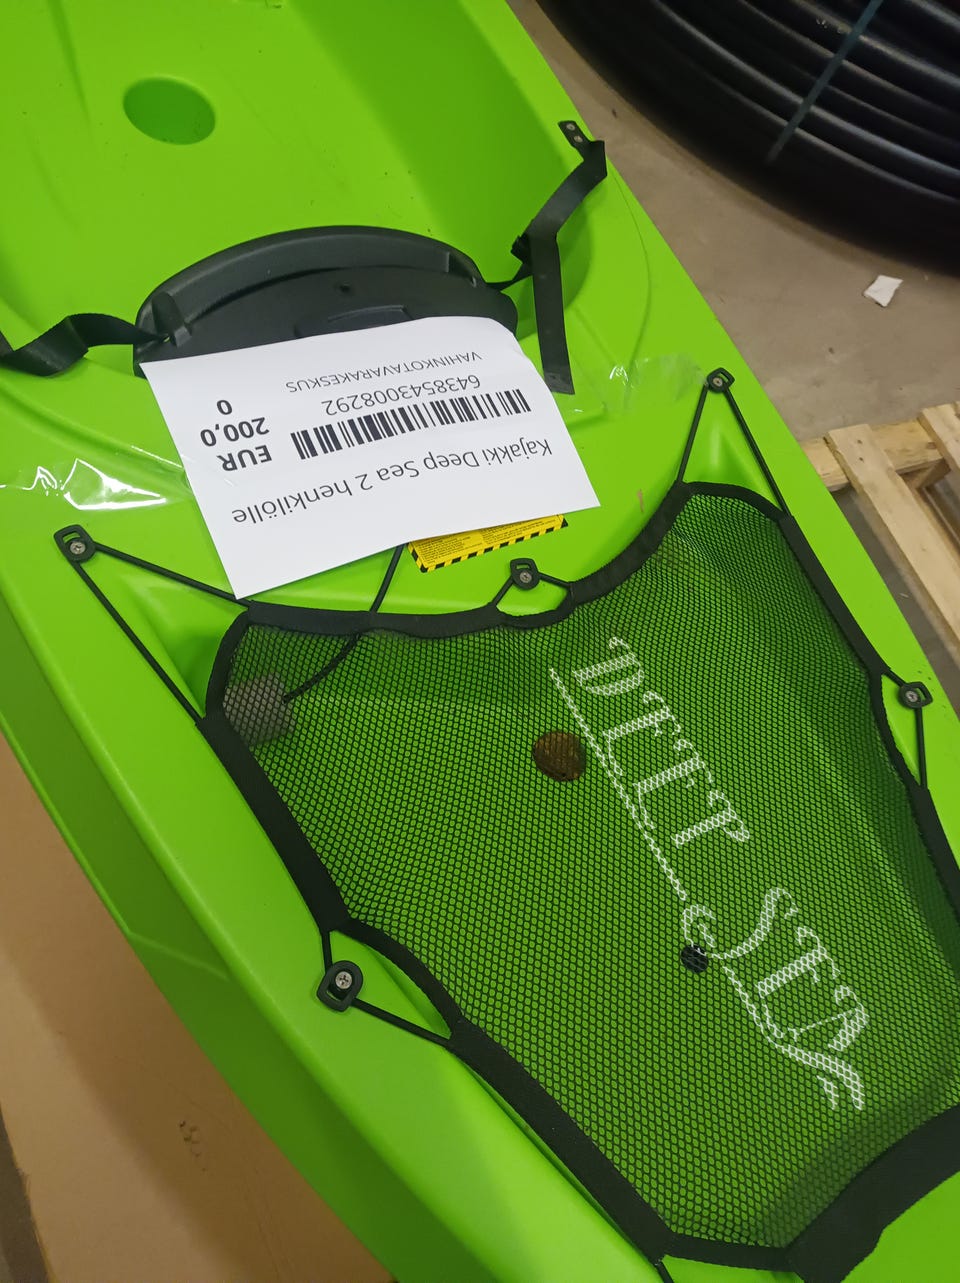 Kajakki Deep Sea 2 henkilölle
EUR
200,0
0
6438543008292
VAHINKOTAVARAKESKUS
DEEP SEA